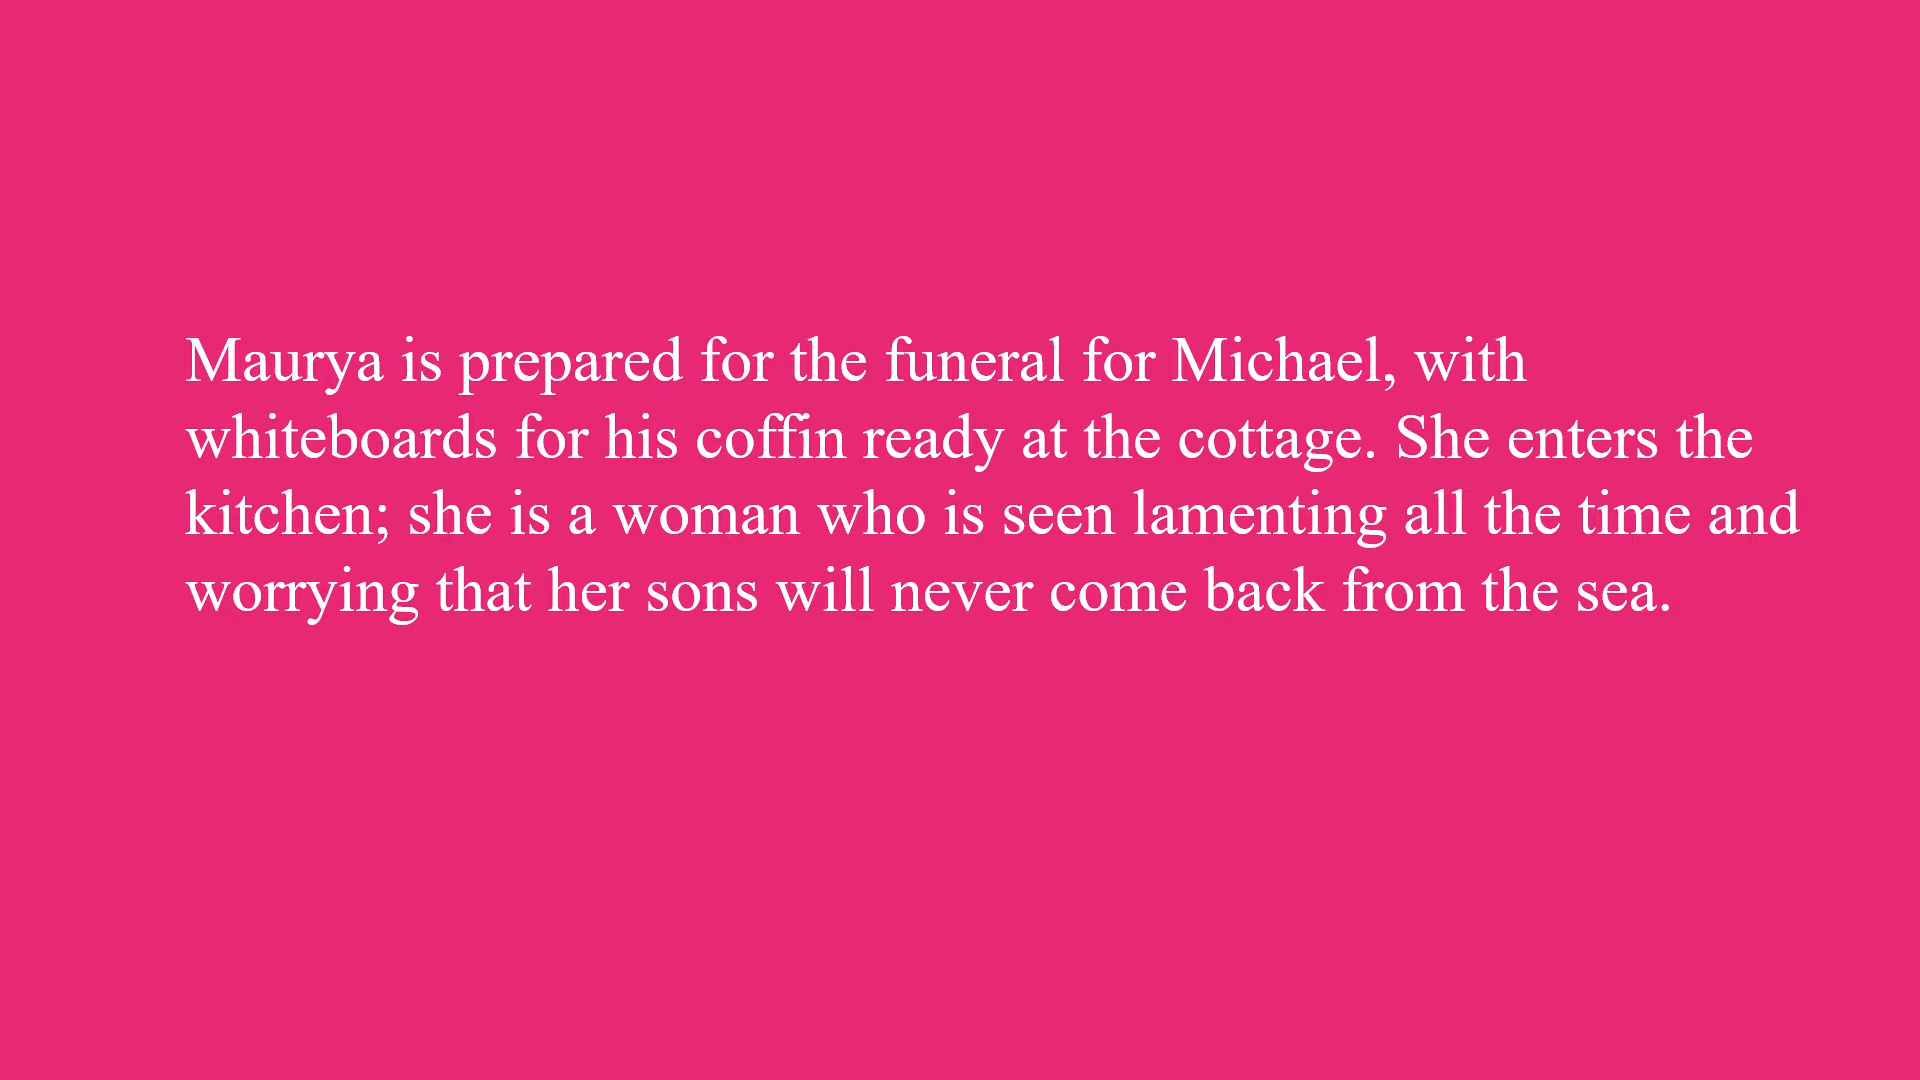 Maurya is prepared for the funeral for Michael, with
whiteboards for his coffin ready at the cottage. She enters the
kitchen; she is a woman who is seen lamenting all the time and
worrying that her sons will never come back from the sea.